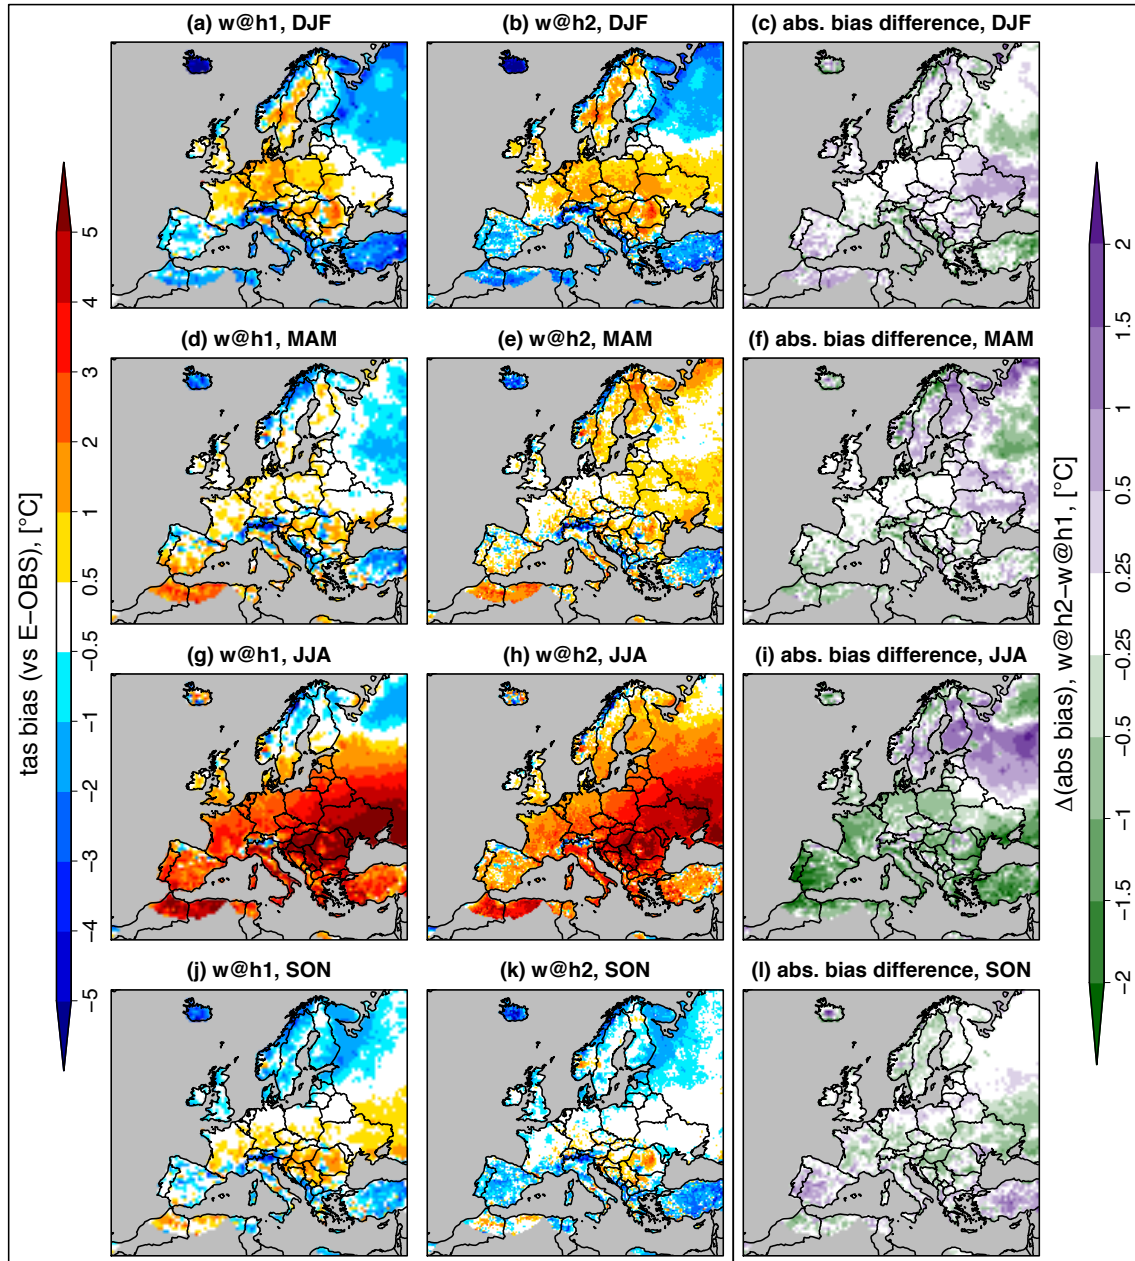 (a) w@h1, DJF
(b) w@h2, DJF
(c) abs. bias difference, DJF
(d) w@h1, MAM
(e) w@h2, MAM
(f) abs. bias difference, MAM
(g) w@h1, JJA
(h) w@h2, JJA
(i) abs. bias difference, JJA
(j) w@h1, SON
(k) w@h2, SON
(l) abs. bias difference, SON
tas bias (vs E−OBS), [°C]
5
4
3
2
1
0.5
−0.5
−1
−2
−3
−4
−5
Δ(abs bias), w@h2−w@h1, [°C]
2
1.5
1
0.5
0.25
−0.25
−0.5
−1
−1.5
−2